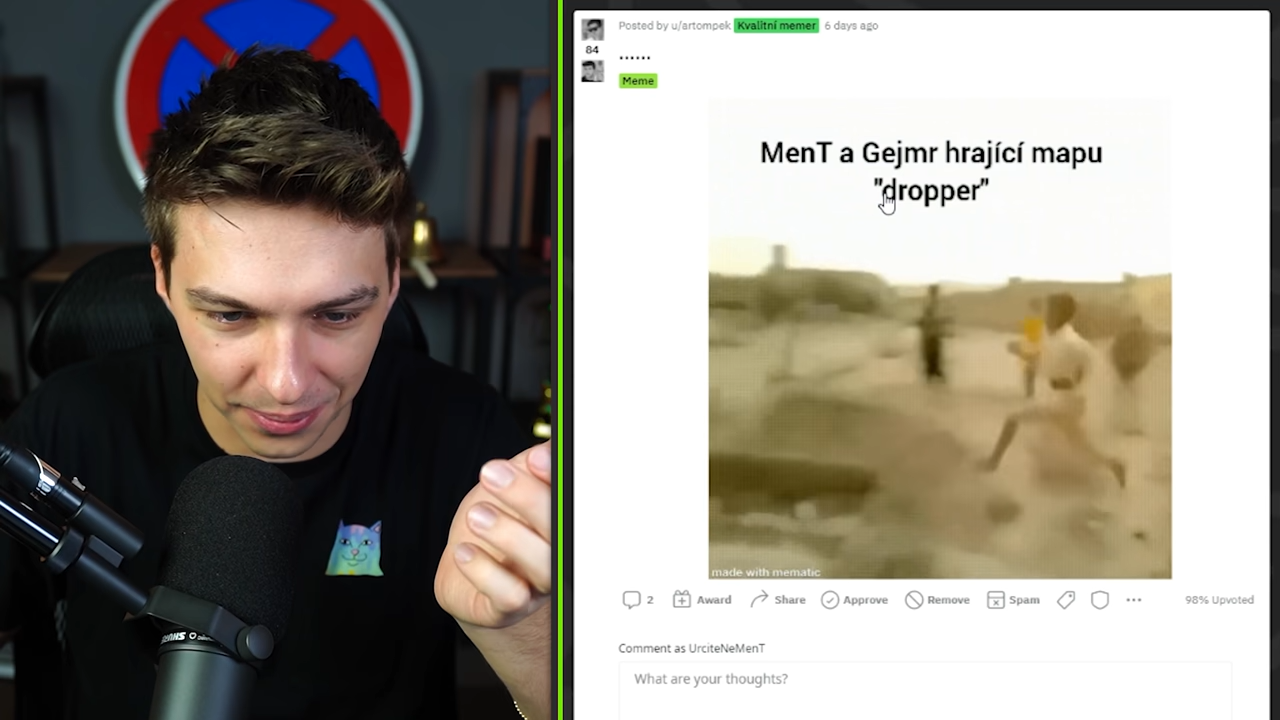 Posted by u/artompek Kvalitní memer 6 days ago
84
......
Meme
MenT a Gejmr hrající mapu
"dropper"
made with mematic
2 Award Share Approve Remove Spam ... 98% Upvoted
Comment as UrciteNeMenT
What are your thoughts?
SHURE